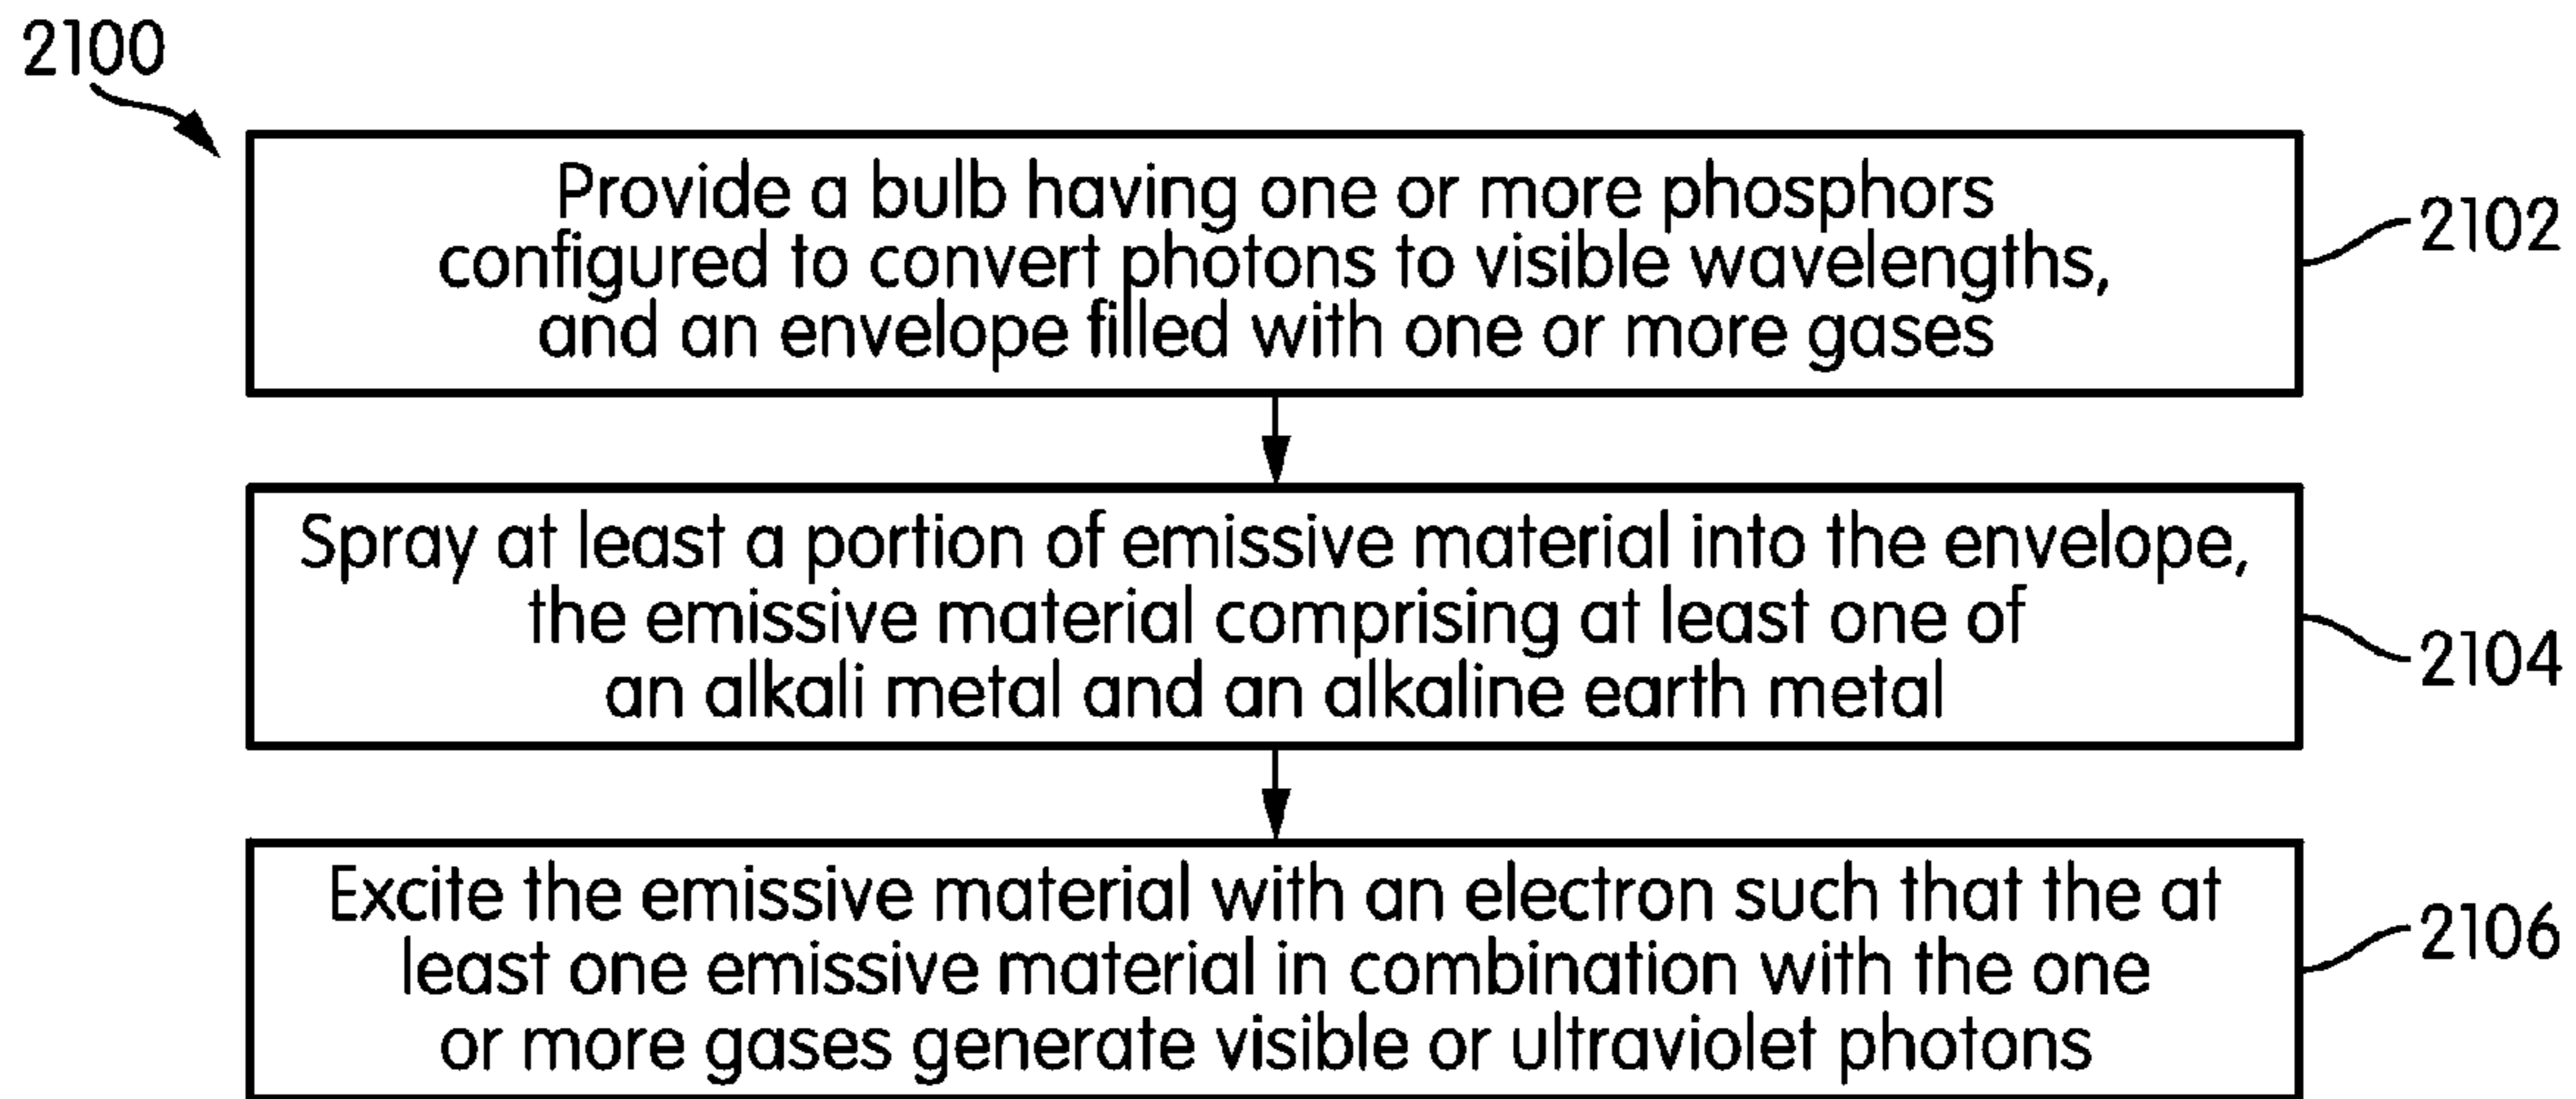 2100
Provide a bulb having one or more phosphors
configured to convert photons to visible wavelengths,
and an envelope filled with one or more gases
2102
Spray at least a portion of emissive material into the envelope,
the emissive material comprising at least one of
an alkali metal and an alkaline earth metal
2104
Excite the emissive material with an electron such that the at
least one emissive material in combination with the one
or more gases generate visible or ultraviolet photons
2106